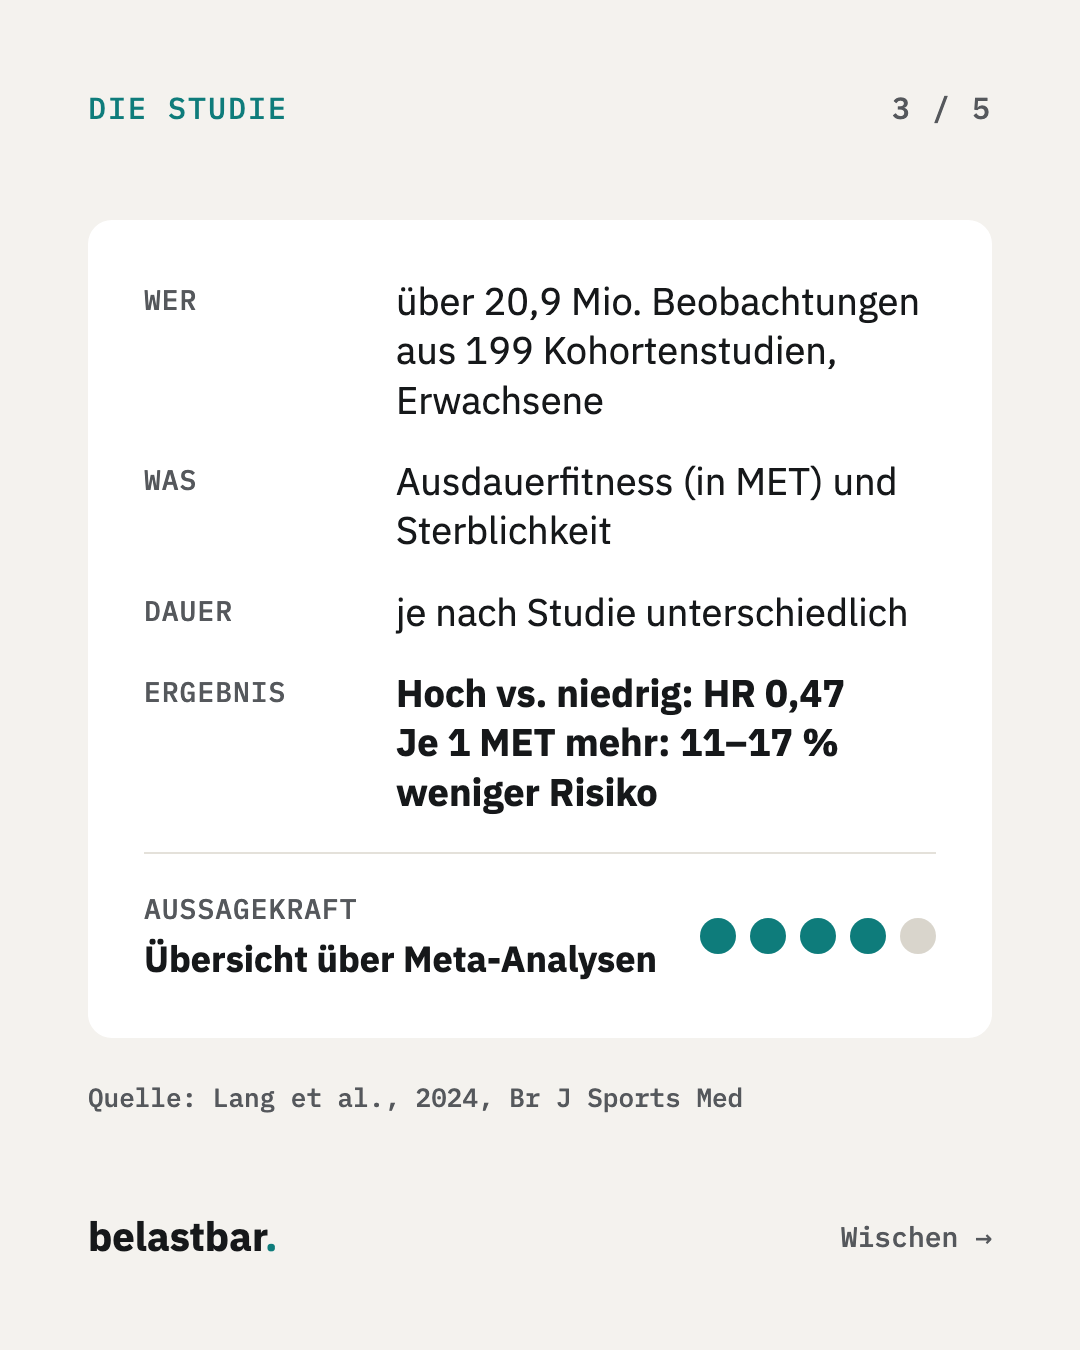 DIE STUDIE
3 / 5
WER
über 20,9 Mio. Beobachtungen
aus 199 Kohortenstudien,
Erwachsene
WAS
Ausdauerfitness (in MET) und
Sterblichkeit
DAUER
je nach Studie unterschiedlich
ERGEBNIS
Hoch vs. niedrig: HR 0,47
Je 1 MET mehr: 11–17 %
weniger Risiko
AUSSAGEKRAFT
Übersicht über Meta-Analysen
Quelle: Lang et al., 2024, Br J Sports Med
belastbar.
Wischen →